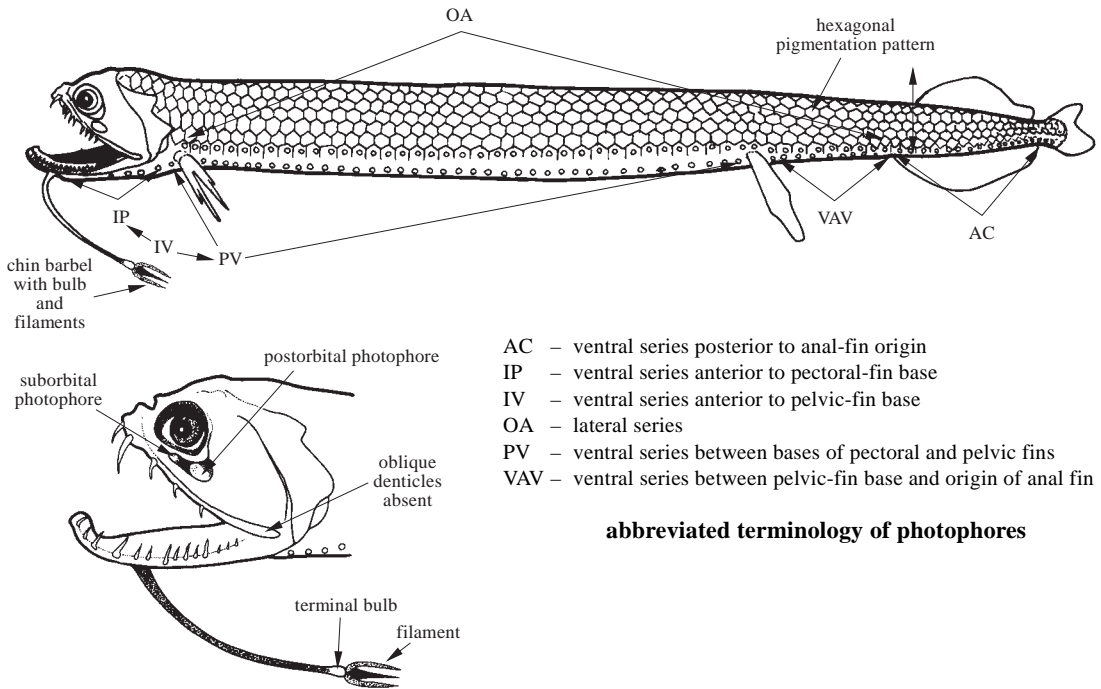 OA
hexagonal
pigmentation pattern
IP
IV
PV
VAV
AC
chin barbel
with bulb
and
filaments
postorbital photophore
suborbital
photophore
oblique
denticles
absent
terminal bulb
filament
AC – ventral series posterior to anal-fin origin
IP – ventral series anterior to pectoral-fin base
IV – ventral series anterior to pelvic-fin base
OA – lateral series
PV – ventral series between bases of pectoral and pelvic fins
VAV – ventral series between pelvic-fin base and origin of anal fin
abbreviated terminology of photophores